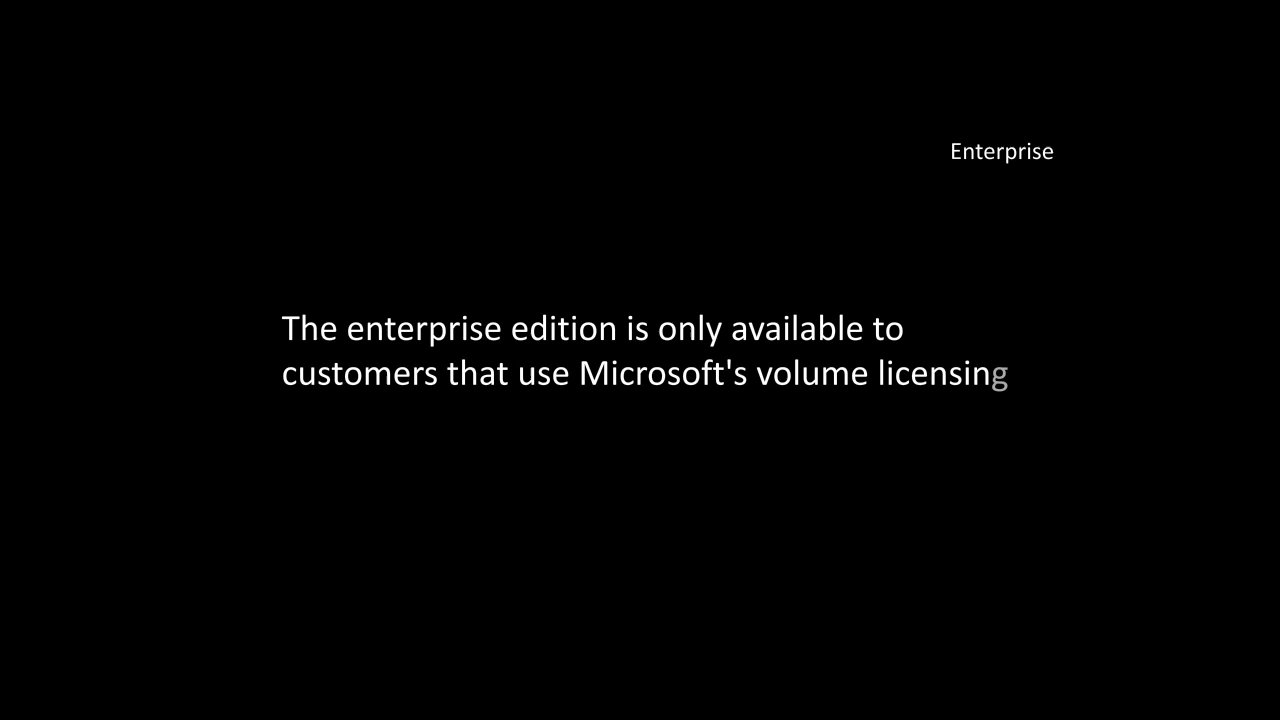 Enterprise
The enterprise edition is only available to
customers that use Microsoft's volume licensing